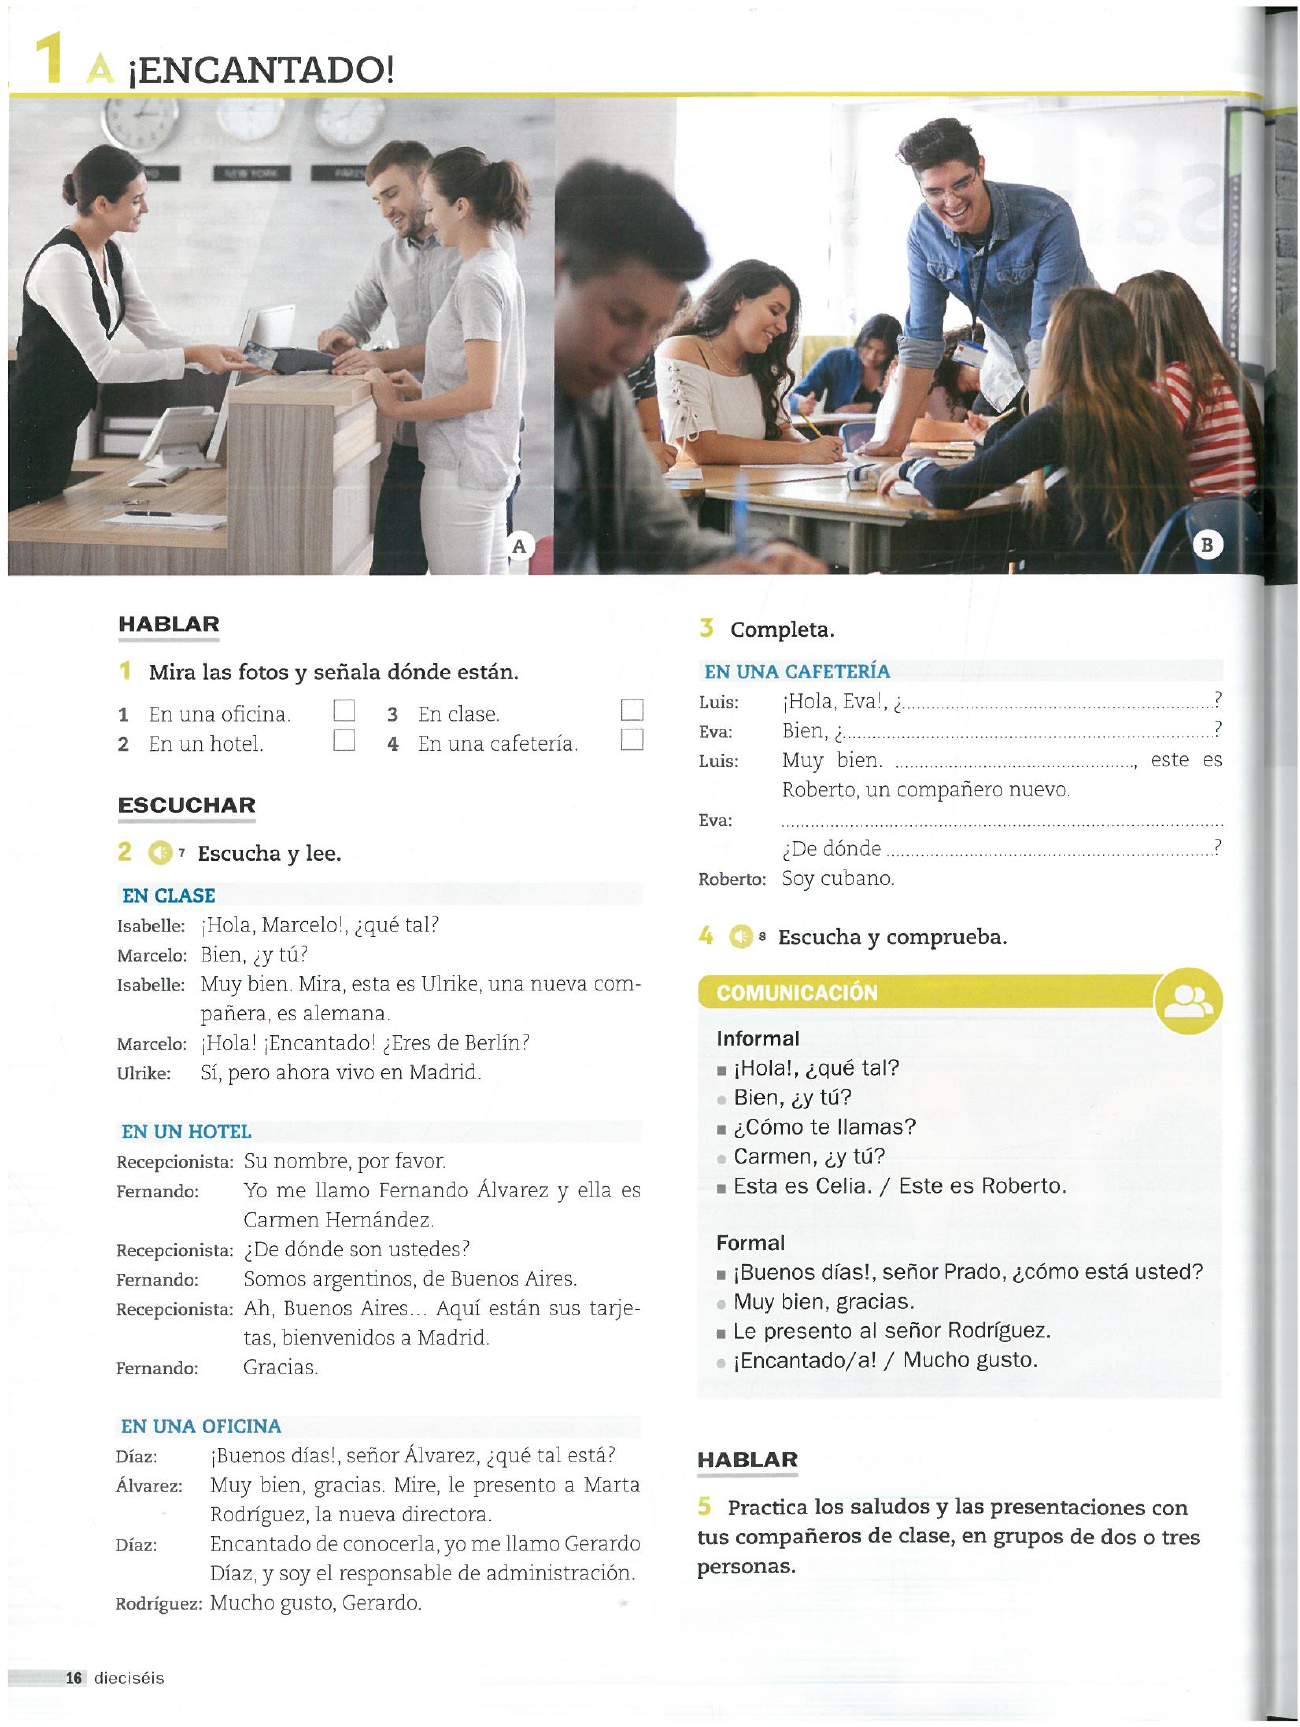 1 A ¡ENCANTADO!
NEW YORK
PARIS
A
B
HABLAR
1 Mira las fotos y señala dónde están.
1 En una oficina.
2 En un hotel.
3 En clase.
4 En una cafetería.
ESCUCHAR
2 7 Escucha y lee.
EN CLASE
Isabelle: ¡Hola, Marcelo!, ¿qué tal?
Marcelo: Bien, ¿y tú?
Isabelle: Muy bien. Mira, esta es Ulrike, una nueva com-
pañera, es alemana.
Marcelo: ¡Hola! ¡Encantado! ¿Eres de Berlín?
Ulrike: Sí, pero ahora vivo en Madrid.
EN UN HOTEL
Recepcionista: Su nombre, por favor.
Fernando: Yo me llamo Fernando Álvarez y ella es
Carmen Hernández.
Recepcionista: ¿De dónde son ustedes?
Fernando: Somos argentinos, de Buenos Aires.
Recepcionista: Ah, Buenos Aires... Aquí están sus tarje-
tas, bienvenidos a Madrid.
Fernando: Gracias.
EN UNA OFICINA
Díaz: ¡Buenos días!, señor Álvarez, ¿qué tal está?
Álvarez: Muy bien, gracias. Mire, le presento a Marta
Rodríguez, la nueva directora.
Díaz: Encantado de conocerla, yo me llamo Gerardo
Díaz, y soy el responsable de administración.
Rodríguez: Mucho gusto, Gerardo.
3 Completa.
EN UNA CAFETERÍA
Luis: ¡Hola, Eva!, ¿..........?
Eva: Bien, ¿..........?
Luis: Muy bien. .........., este es
Roberto, un compañero nuevo.
Eva: ..........
¿De dónde ..........?
Roberto: Soy cubano.
4 8 Escucha y comprueba.
COMUNICACIÓN
Informal
■ ¡Hola!, ¿qué tal?
● Bien, ¿y tú?
■ ¿Cómo te llamas?
● Carmen, ¿y tú?
■ Esta es Celia. / Este es Roberto.
Formal
■ ¡Buenos días!, señor Prado, ¿cómo está usted?
● Muy bien, gracias.
■ Le presento al señor Rodríguez.
● ¡Encantado/a! / Mucho gusto.
HABLAR
5 Practica los saludos y las presentaciones con
tus compañeros de clase, en grupos de dos o tres
personas.
16 dieciséis